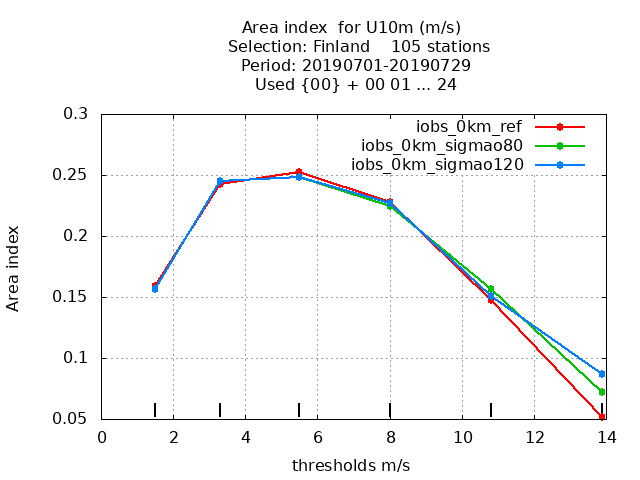 Area index  for U10m (m/s)
Selection: Finland    105 stations
Period: 20190701-20190729
Used {00} + 00 01 ... 24
0.3
0.25
0.2
0.15
0.1
0.05
Area index
iobs_0km_ref
iobs_0km_sigmao80
iobs_0km_sigmao120
0 2 4 6 8 10 12 14
thresholds m/s